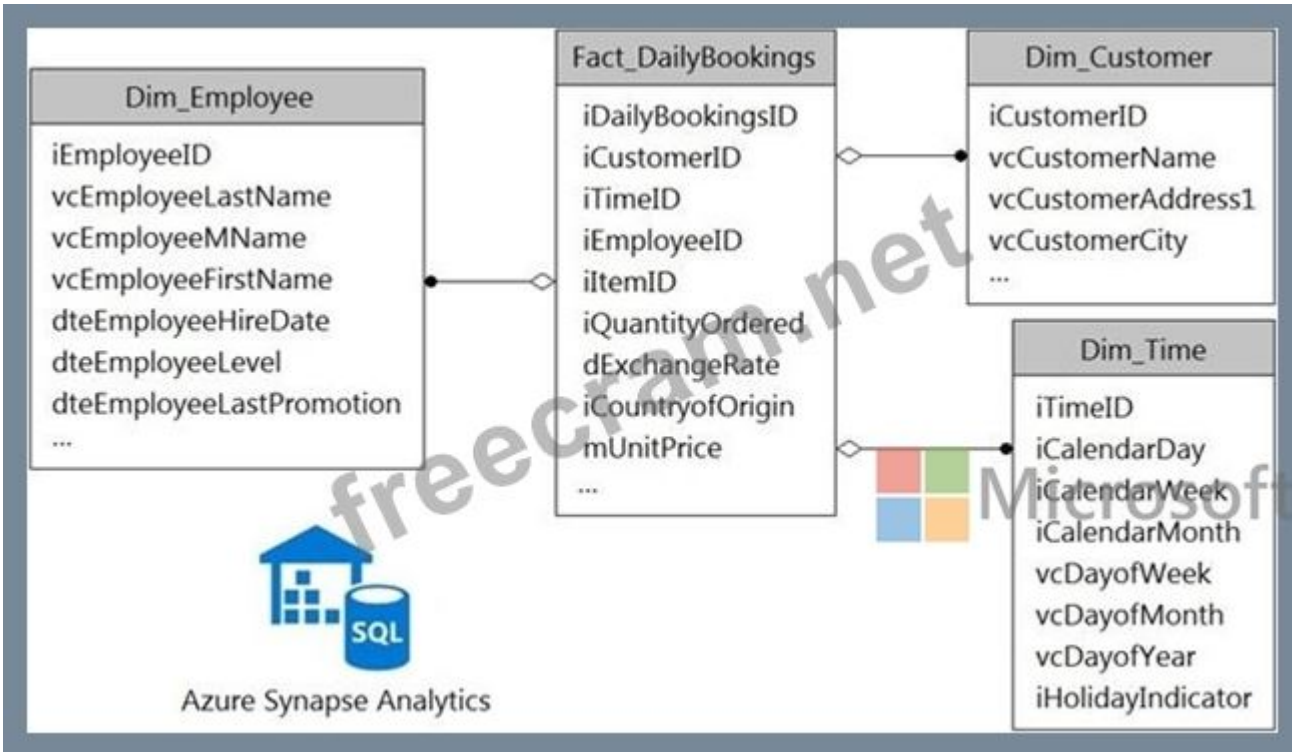 Dim_Employee
iEmployeeID
vcEmployeeLastName
vcEmployeeMName
vcEmployeeFirstName
dteEmployeeHireDate
dteEmployeeLevel
dteEmployeeLastPromotion
...
Fact_DailyBookings
iDailyBookingsID
iCustomerID
iTimeID
iEmployeeID
iItemID
iQuantityOrdered
dExchangeRate
iCountryofOrigin
mUnitPrice
...
Dim_Customer
iCustomerID
vcCustomerName
vcCustomerAddress1
vcCustomerCity
...
Dim_Time
iTimeID
iCalendarDay
iCalendarWeek
iCalendarMonth
vcDayofWeek
vcDayofMonth
vcDayofYear
iHolidayIndicator
SQL
Azure Synapse Analytics
freecram.net
Microsoft